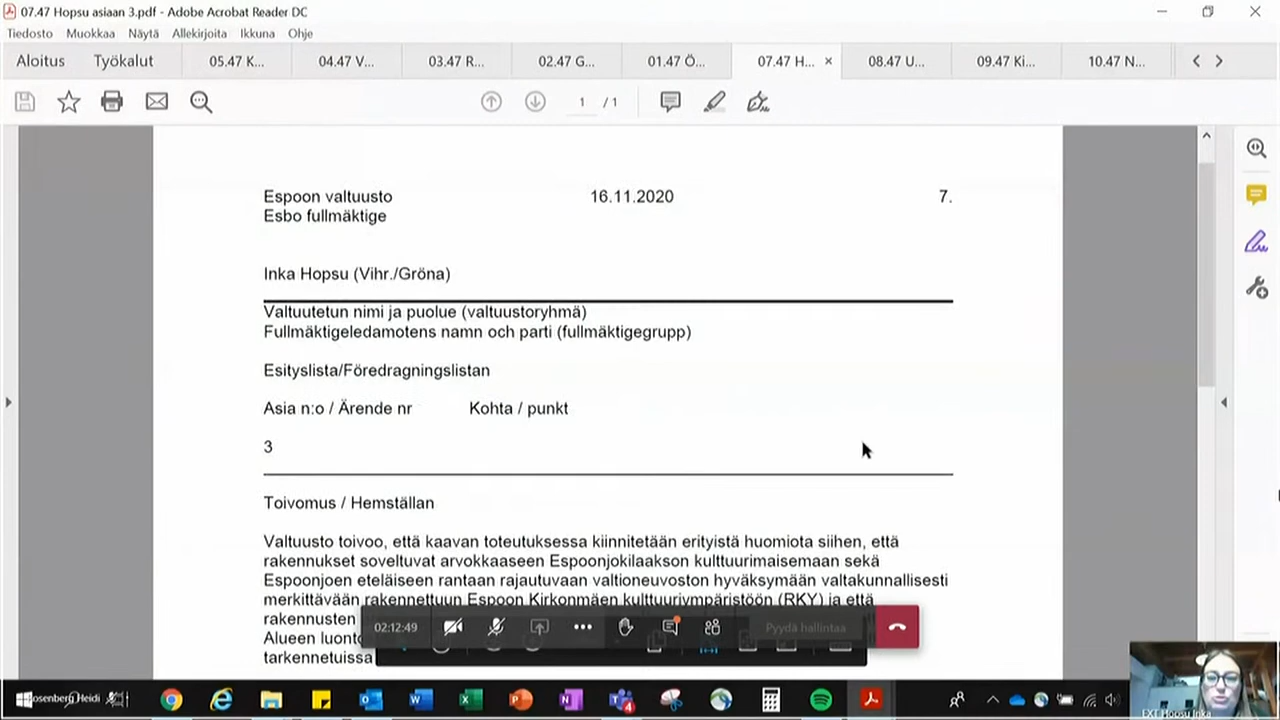 07.47 Hopsu asiaan 3.pdf - Adobe Acrobat Reader DC
Tiedosto Muokkaa Näytä Allekirjoita Ikkuna Ohje
Aloitus Työkalut 05.47 K... 04.47 V... 03.47 R... 02.47 G... 01.47 Ö... 07.47 H... 08.47 U... 09.47 Ki... 10.47 N...
1 / 1
Espoon valtuusto 16.11.2020 7.
Esbo fullmäktige
Inka Hopsu (Vihr./Gröna)
Valtuutetun nimi ja puolue (valtuustoryhmä)
Fullmäktigeledamotens namn och parti (fullmäktigegrupp)
Esityslista/Föredragningslistan
Asia n:o / Ärende nr Kohta / punkt
3
Toivomus / Hemställan
Valtuusto toivoo, että kaavan toteutuksessa kiinnitetään erityistä huomiota siihen, että
rakennukset soveltuvat arvokkaaseen Espoonjokilaakson kulttuurimaisemaan sekä
Espoonjoen eteläiseen rantaan rajautuvaan valtioneuvoston hyväksymään valtakunnallisesti
merkittävään rakennettuun Espoon Kirkonmäen kulttuuriympäristöön (RKY) ja että
rakennusten
Alueen luonto
tarkennetuissa
02:12:49 Pyydä hallintaa
Rosenberg Heidi
EXT Hopsu Inka